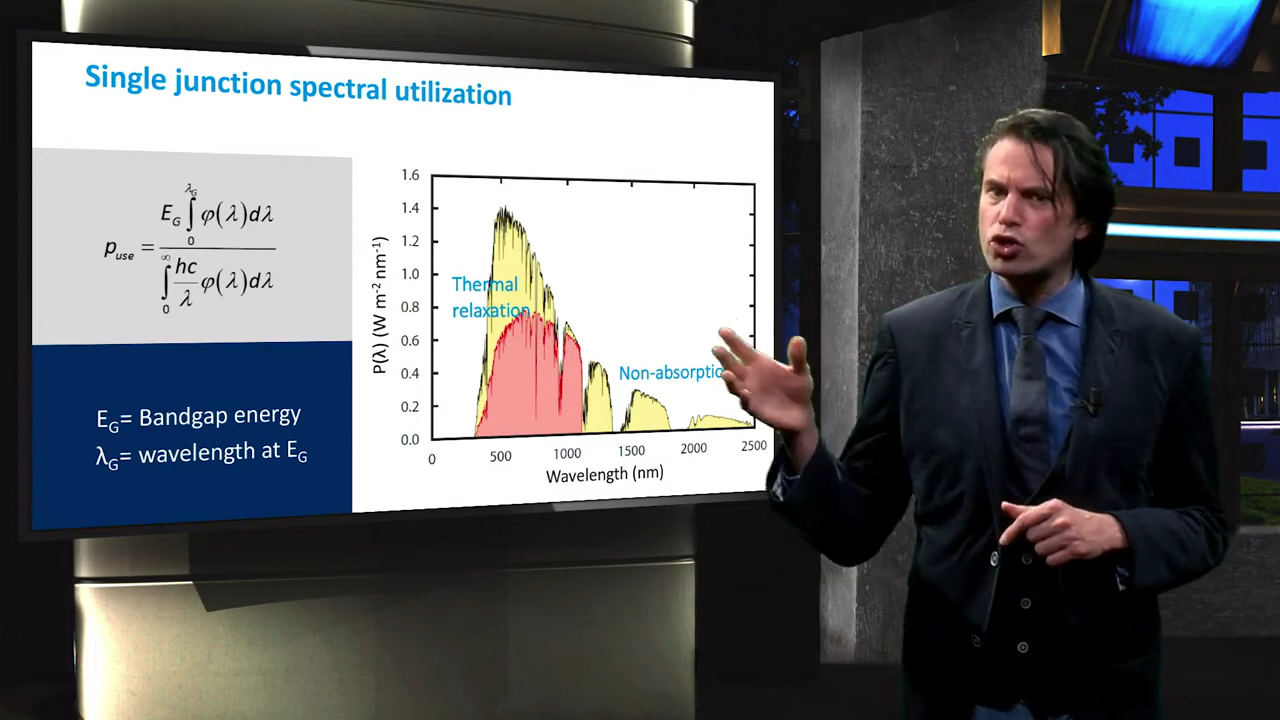 Single junction spectral utilization
p_use = E_G ∫_0^{λ_G} φ(λ)dλ / ∫_0^∞ hc/λ φ(λ)dλ
E_G= Bandgap energy
λ_G= wavelength at E_G
P(λ) (W m⁻² nm⁻¹)
1.6
1.4
1.2
1.0
0.8
0.6
0.4
0.2
0.0
Thermal
relaxation
Non-absorptio
0 500 1000 1500 2000 2500
Wavelength (nm)